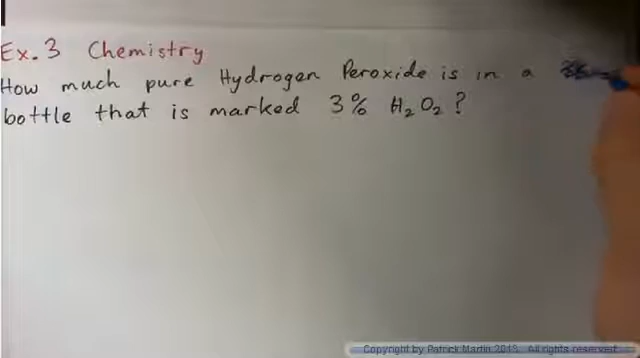 Ex. 3 Chemistry
How much pure Hydrogen Peroxide is in a
bottle that is marked 3% H₂O₂?
Copyright by Patrick Martin 2013. All rights reserved.